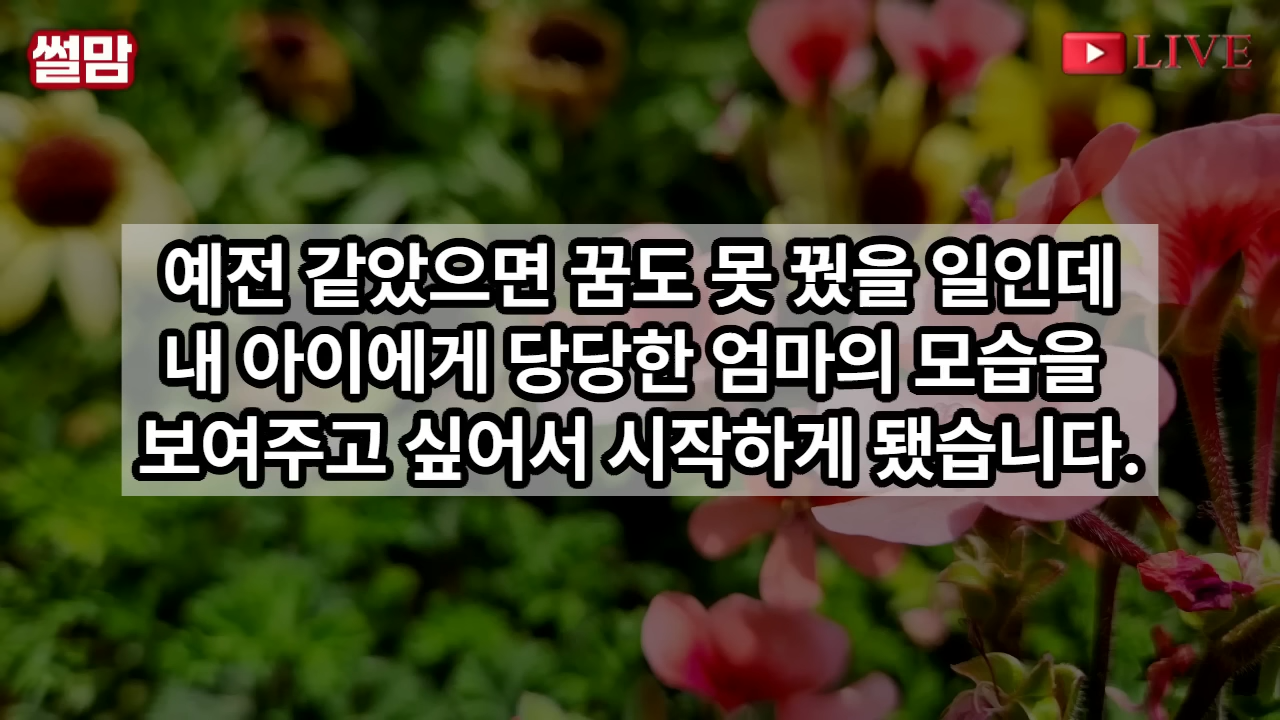 썰맘
LIVE
예전 같았으면 꿈도 못 꿨을 일인데
내 아이에게 당당한 엄마의 모습을
보여주고 싶어서 시작하게 됐습니다.